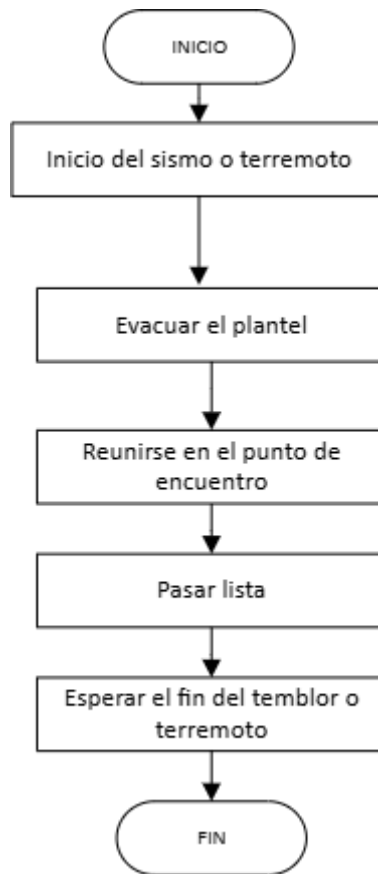 INICIO
Inicio del sismo o terremoto
Evacuar el plantel
Reunirse en el punto de
encuentro
Pasar lista
Esperar el fin del temblor o
terremoto
FIN